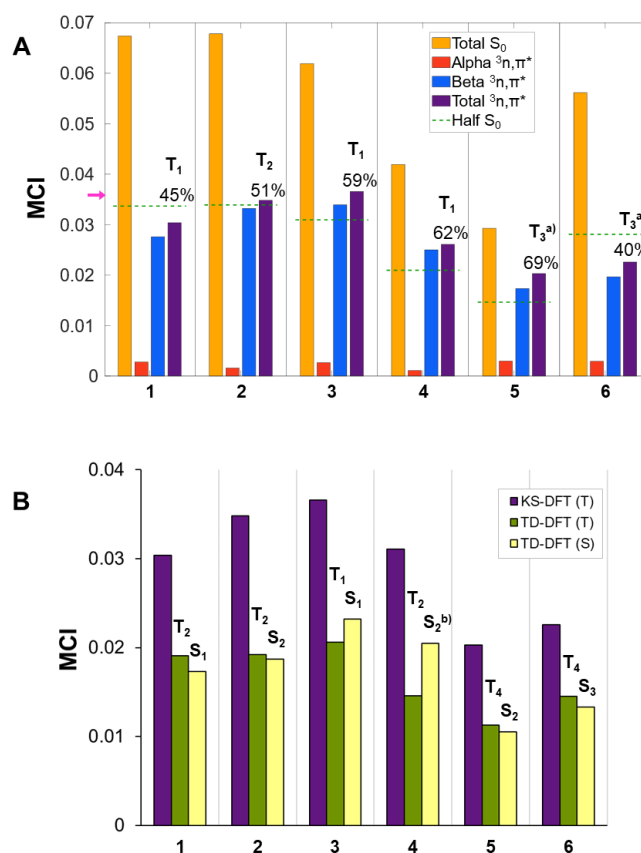 A
0.07
0.06
0.05
0.04
0.03
0.02
0.01
0
MCI
Total S₀
Alpha ³n,π*
Beta ³n,π*
Total ³n,π*
Half S₀
T₁
45%
T₂
51%
T₁
59%
T₁
62%
T₃ᵃ⁾
69%
T₃ᵃ
40%
1 2 3 4 5 6
B
0.04
0.03
0.02
0.01
0
MCI
KS-DFT (T)
TD-DFT (T)
TD-DFT (S)
T₂ S₁
T₂ S₂
T₁ S₁
T₂ S₂ᵇ⁾
T₄ S₂
T₄ S₃
1 2 3 4 5 6